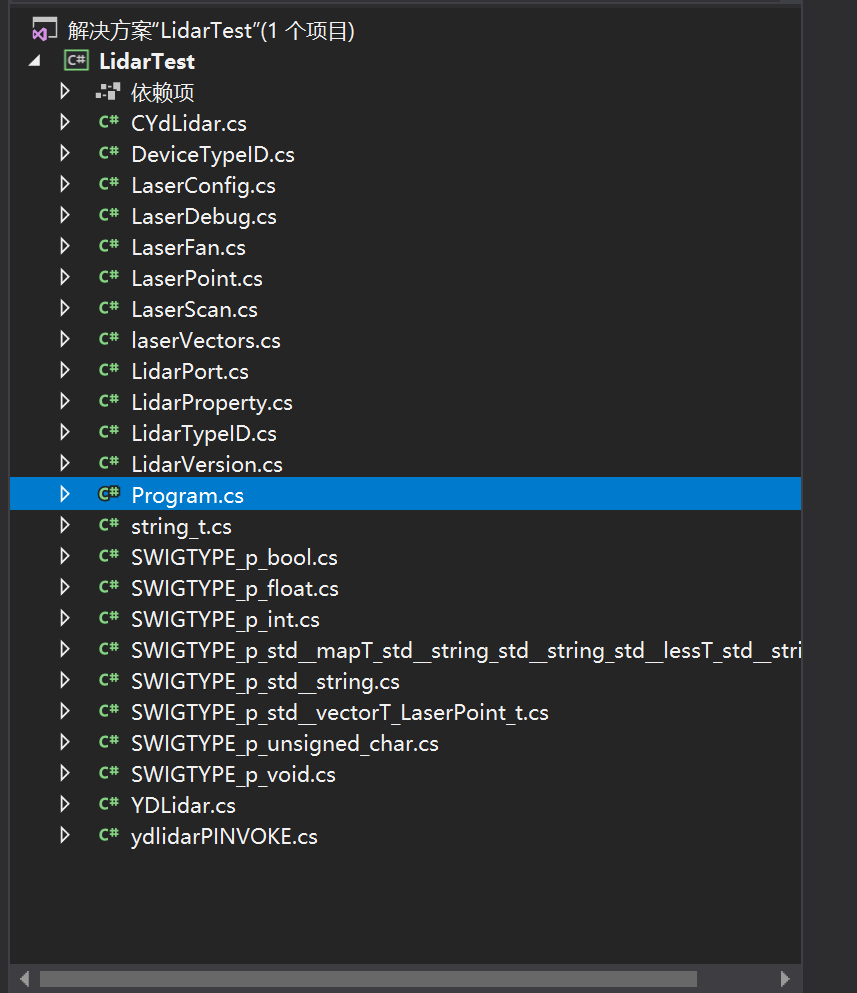 解决方案"LidarTest"(1 个项目)
C# LidarTest
依赖项
C# CYdLidar.cs
C# DeviceTypeID.cs
C# LaserConfig.cs
C# LaserDebug.cs
C# LaserFan.cs
C# LaserPoint.cs
C# LaserScan.cs
C# laserVectors.cs
C# LidarPort.cs
C# LidarProperty.cs
C# LidarTypeID.cs
C# LidarVersion.cs
C# Program.cs
C# string_t.cs
C# SWIGTYPE_p_bool.cs
C# SWIGTYPE_p_float.cs
C# SWIGTYPE_p_int.cs
C# SWIGTYPE_p_std__mapT_std__string_std__string_std__lessT_std__stri
C# SWIGTYPE_p_std__string.cs
C# SWIGTYPE_p_std__vectorT_LaserPoint_t.cs
C# SWIGTYPE_p_unsigned_char.cs
C# SWIGTYPE_p_void.cs
C# YDLidar.cs
C# ydlidarPINVOKE.cs